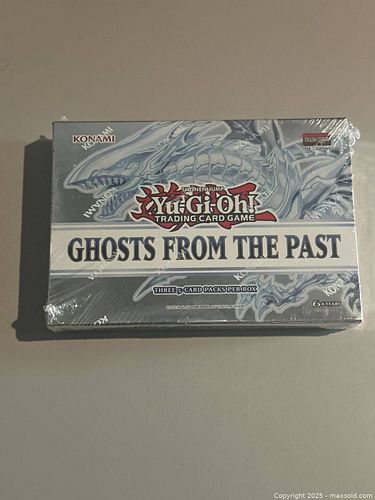 KONAMI
KONAMI
SHONEN JUMP
Yu-Gi-Oh!
TRADING CARD GAME
GHOSTS FROM THE PAST
THREE 5-CARD PACKS PER BOX
6+ YEARS
Copyright 2025 - maxsold.com